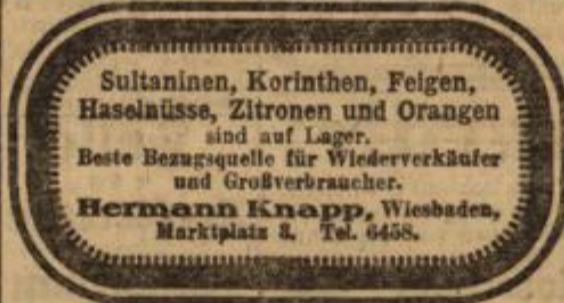 Sultaninen, Korinthen, Feigen,
Haselnüsse, Zitronen und Orangen
sind auf Lager.
Beste Bezugsquelle für Wiederverkäufer
und Großverbraucher.
Hermann Knapp, Wiesbaden,
Marktplatz 3. Tel. 6458.